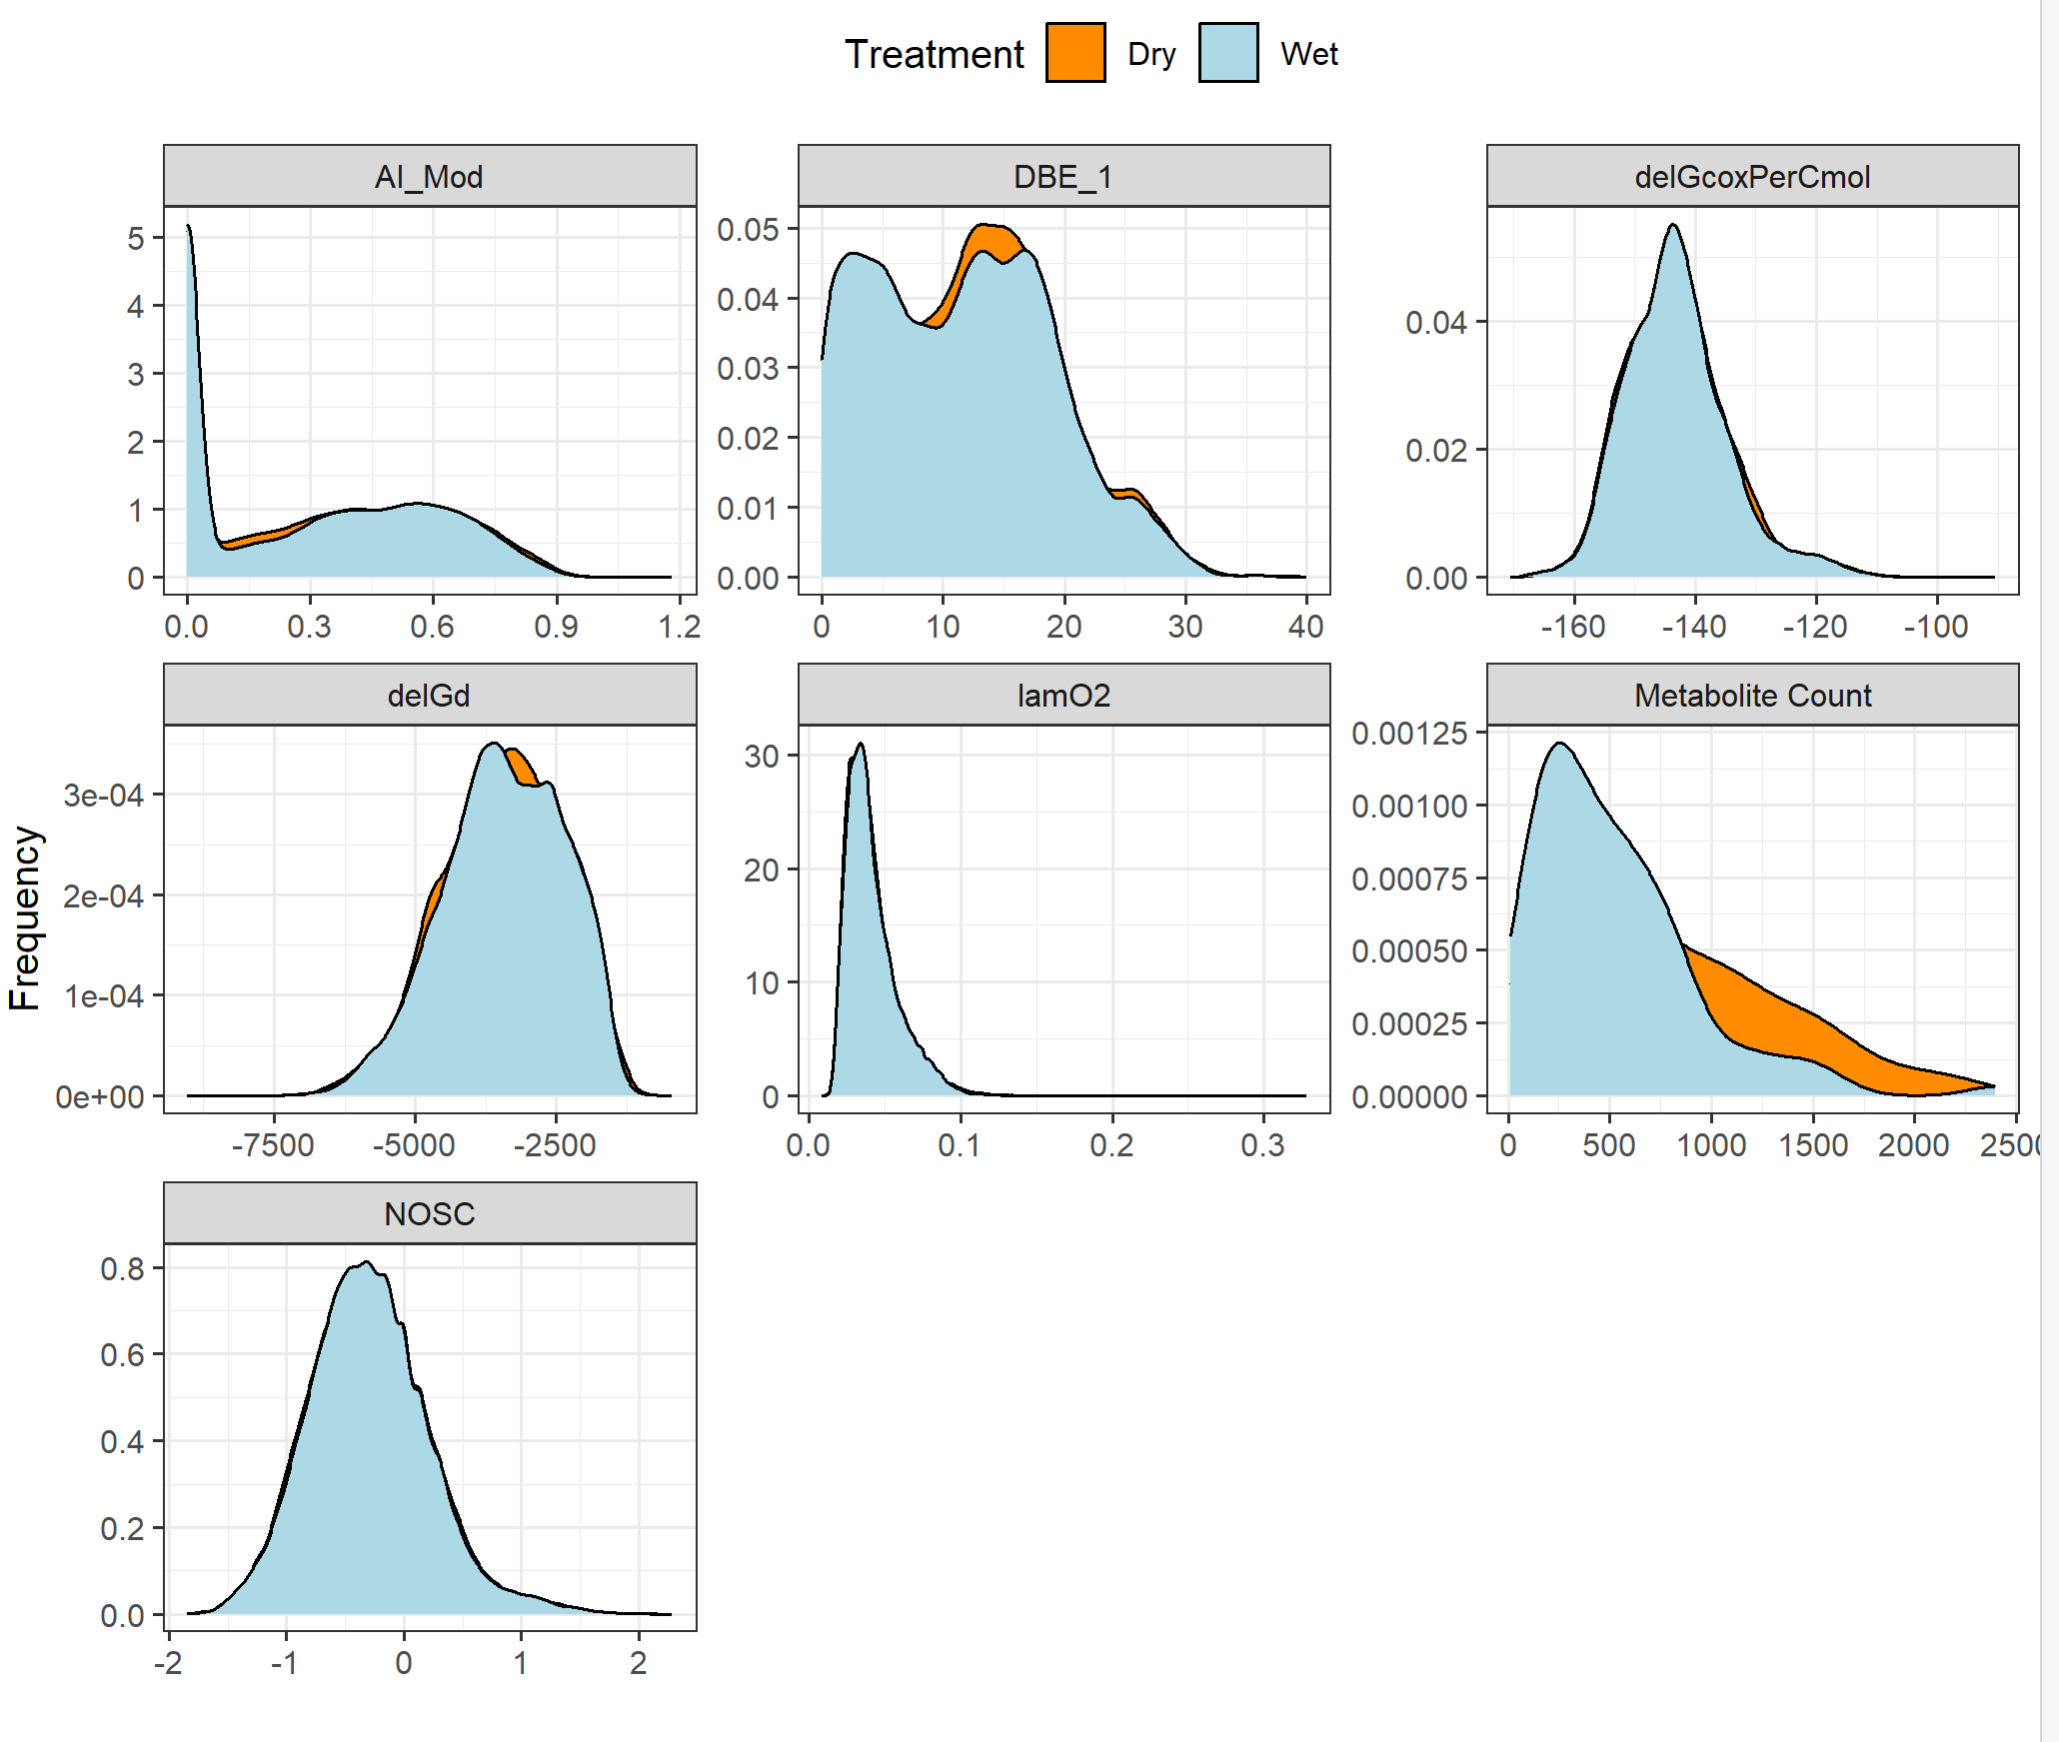 Treatment Dry Wet
AI_Mod DBE_1 delGcoxPerCmol
5 4 3 2 1 0
0.05 0.04 0.03 0.02 0.01 0.00
0.04 0.02 0.00
0.0 0.3 0.6 0.9 1.2
0 10 20 30 40
-160 -140 -120 -100
delGd lamO2 Metabolite Count
Frequency
3e-04 2e-04 1e-04 0e+00
30 20 10 0
0.00125 0.00100 0.00075 0.00050 0.00025 0.00000
-7500 -5000 -2500
0.0 0.1 0.2 0.3
0 500 1000 1500 2000
NOSC
0.8 0.6 0.4 0.2 0.0
-2 -1 0 1 2